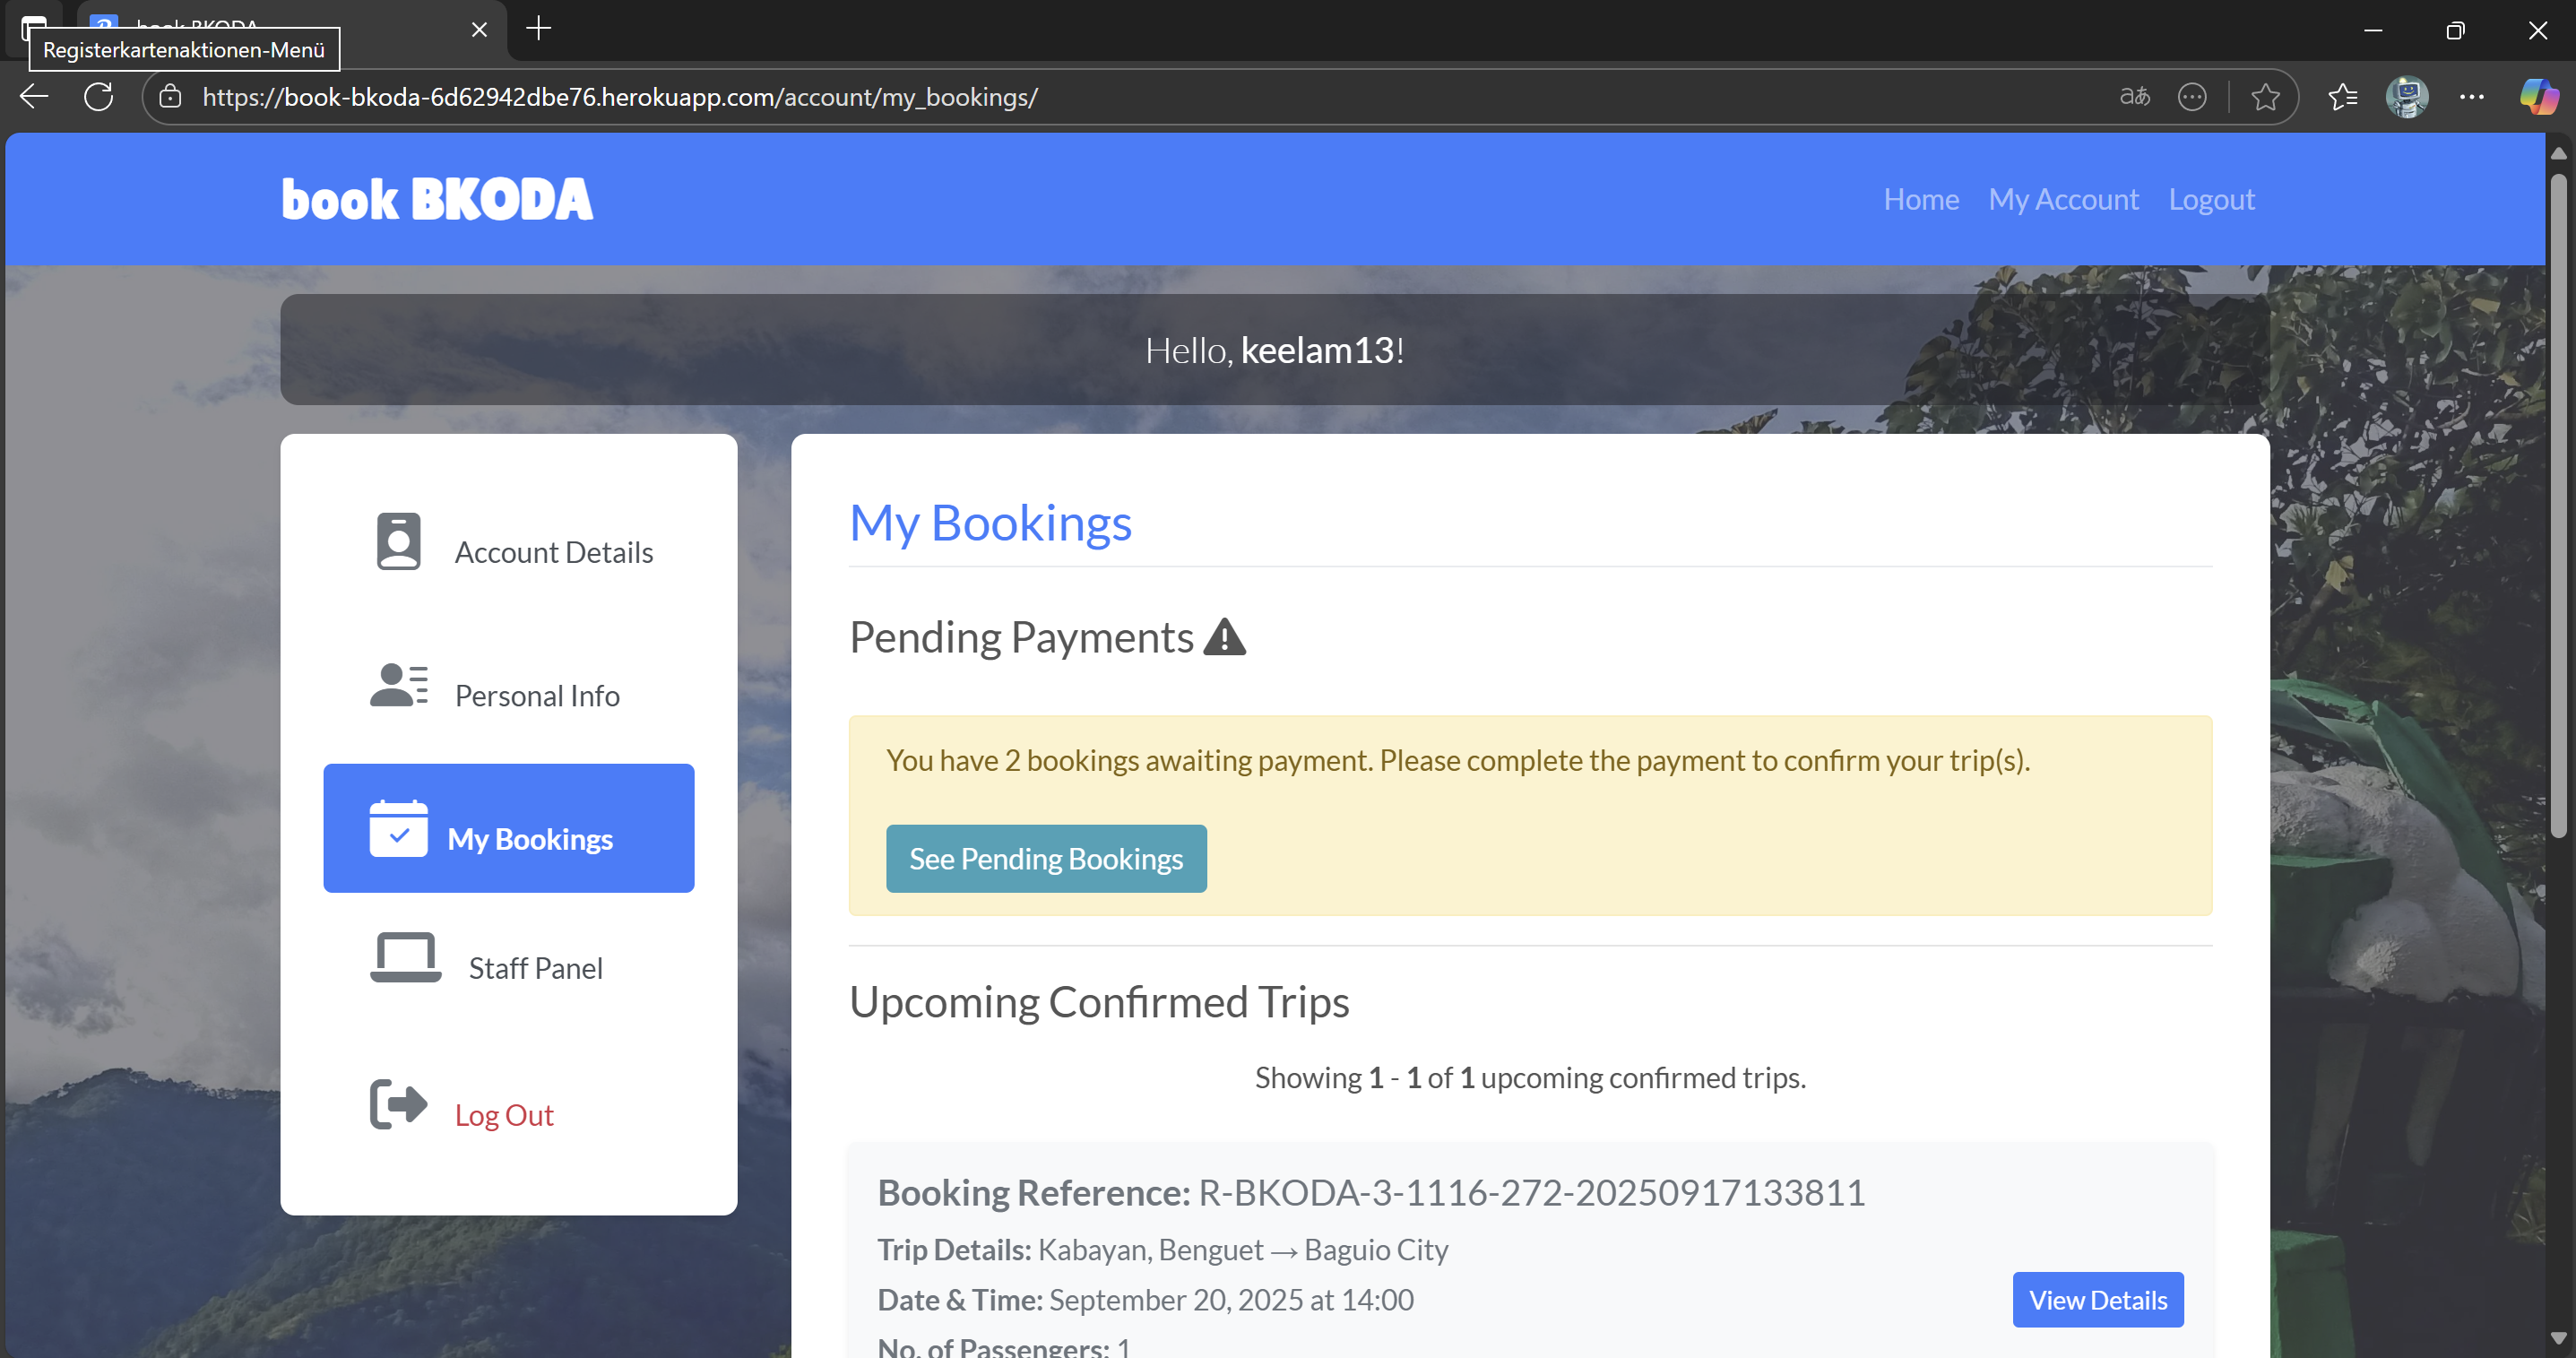 book BKODA
Registerkartenaktionen-Menü
https://book-bkoda-6d62942dbe76.herokuapp.com/account/my_bookings/
book BKODA
Home My Account Logout
Hello, keelam13!
Account Details
Personal Info
My Bookings
Staff Panel
Log Out
My Bookings
Pending Payments
You have 2 bookings awaiting payment. Please complete the payment to confirm your trip(s).
See Pending Bookings
Upcoming Confirmed Trips
Showing 1 - 1 of 1 upcoming confirmed trips.
Booking Reference: R-BKODA-3-1116-272-20250917133811
Trip Details: Kabayan, Benguet → Baguio City
Date & Time: September 20, 2025 at 14:00
View Details
No. of Passengers: 1